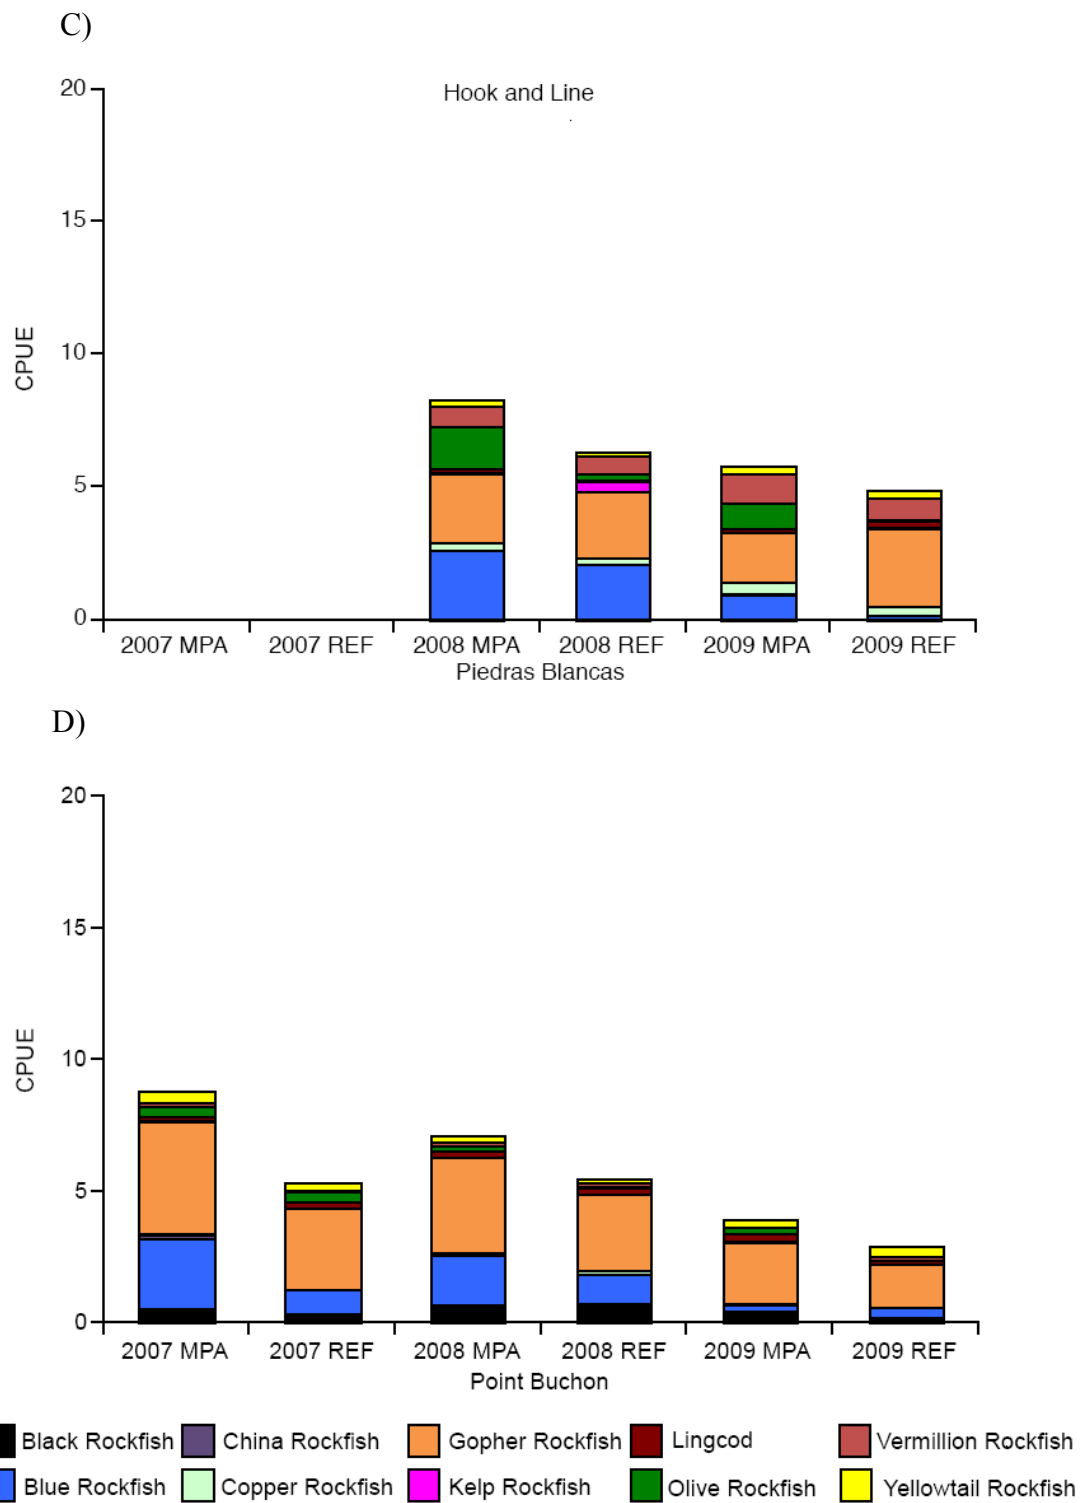 C)
Hook and Line
20
15
10
5
0
CPUE
2007 MPA 2007 REF 2008 MPA 2008 REF 2009 MPA 2009 REF
Piedras Blancas
D)
20
15
10
5
0
CPUE
2007 MPA 2007 REF 2008 MPA 2008 REF 2009 MPA 2009 REF
Point Buchon
Black Rockfish China Rockfish Gopher Rockfish Lingcod Vermillion Rockfish
Blue Rockfish Copper Rockfish Kelp Rockfish Olive Rockfish Yellowtail Rockfish